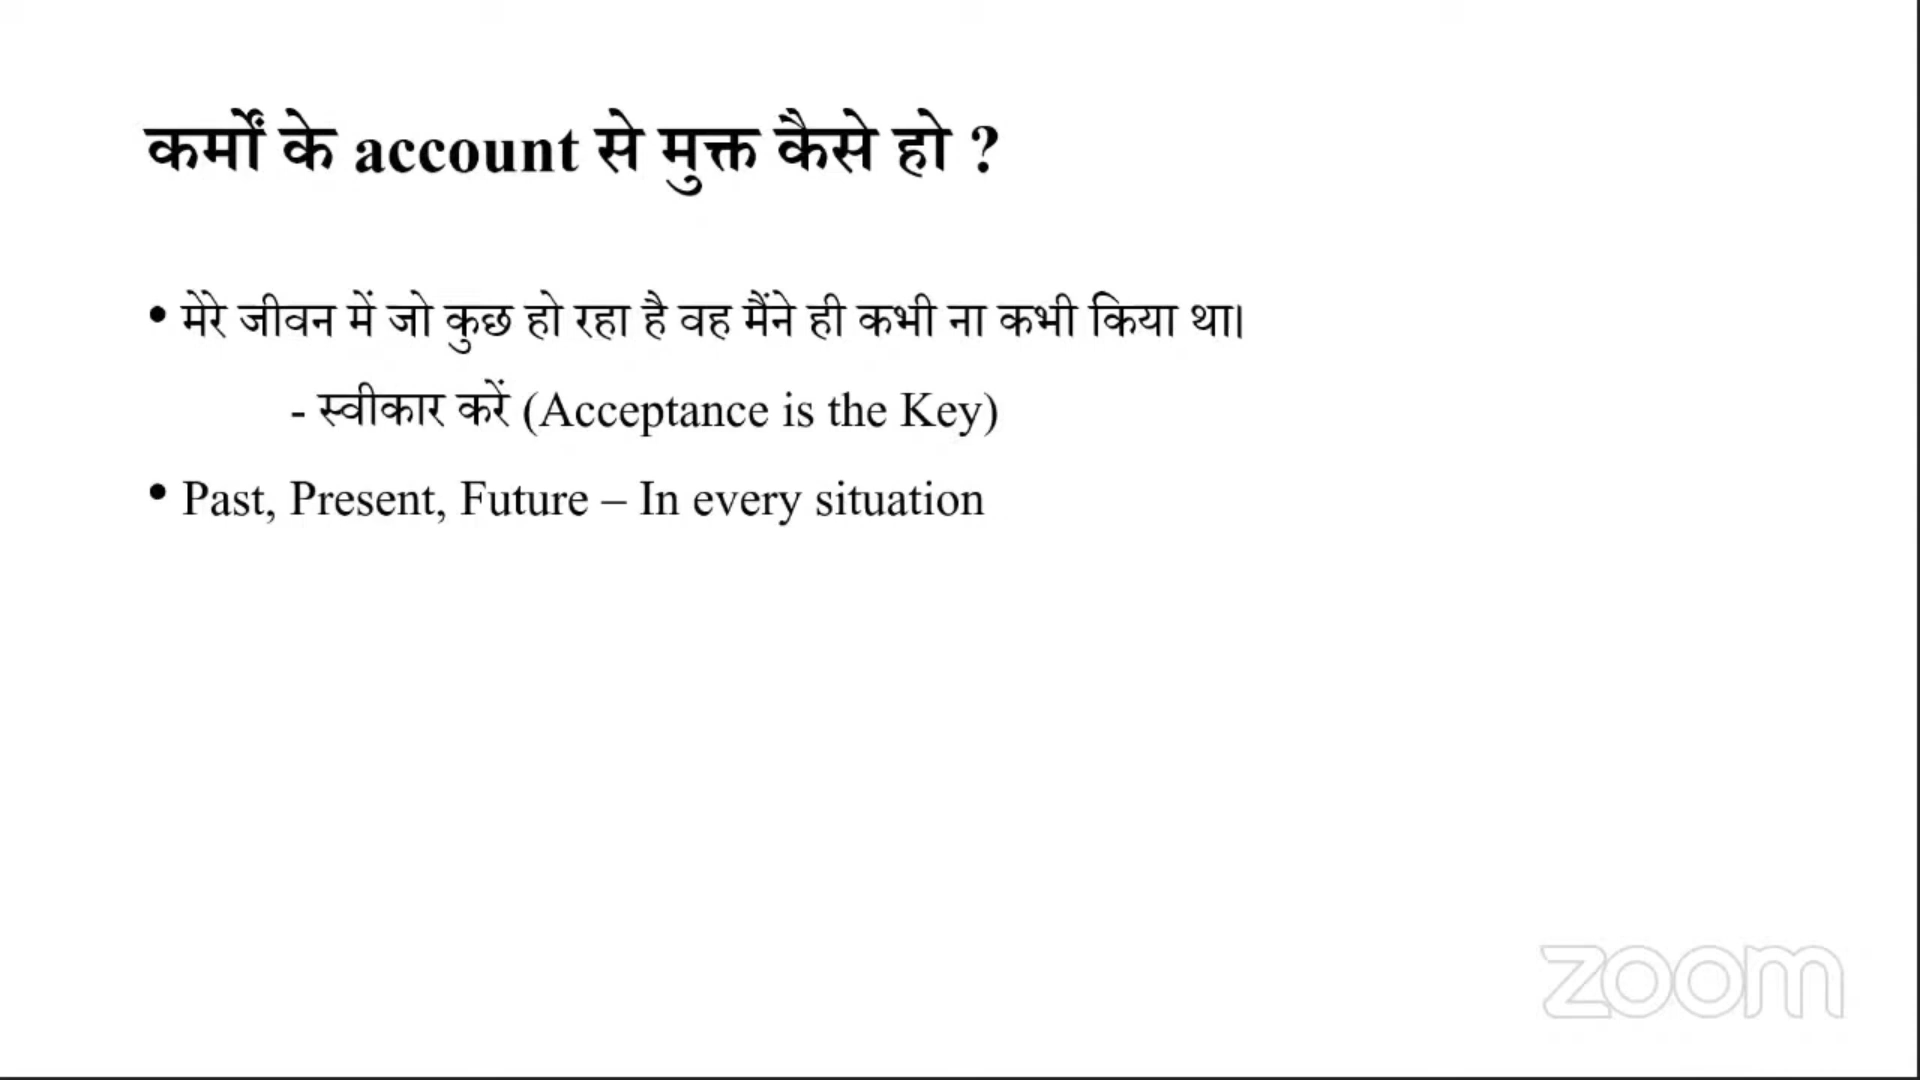 कर्मों के account से मुक्त कैसे हो ?
• मेरे जीवन में जो कुछ हो रहा है वह मैंने ही कभी ना कभी किया था।
- स्वीकार करें (Acceptance is the Key)
• Past, Present, Future – In every situation
zoom